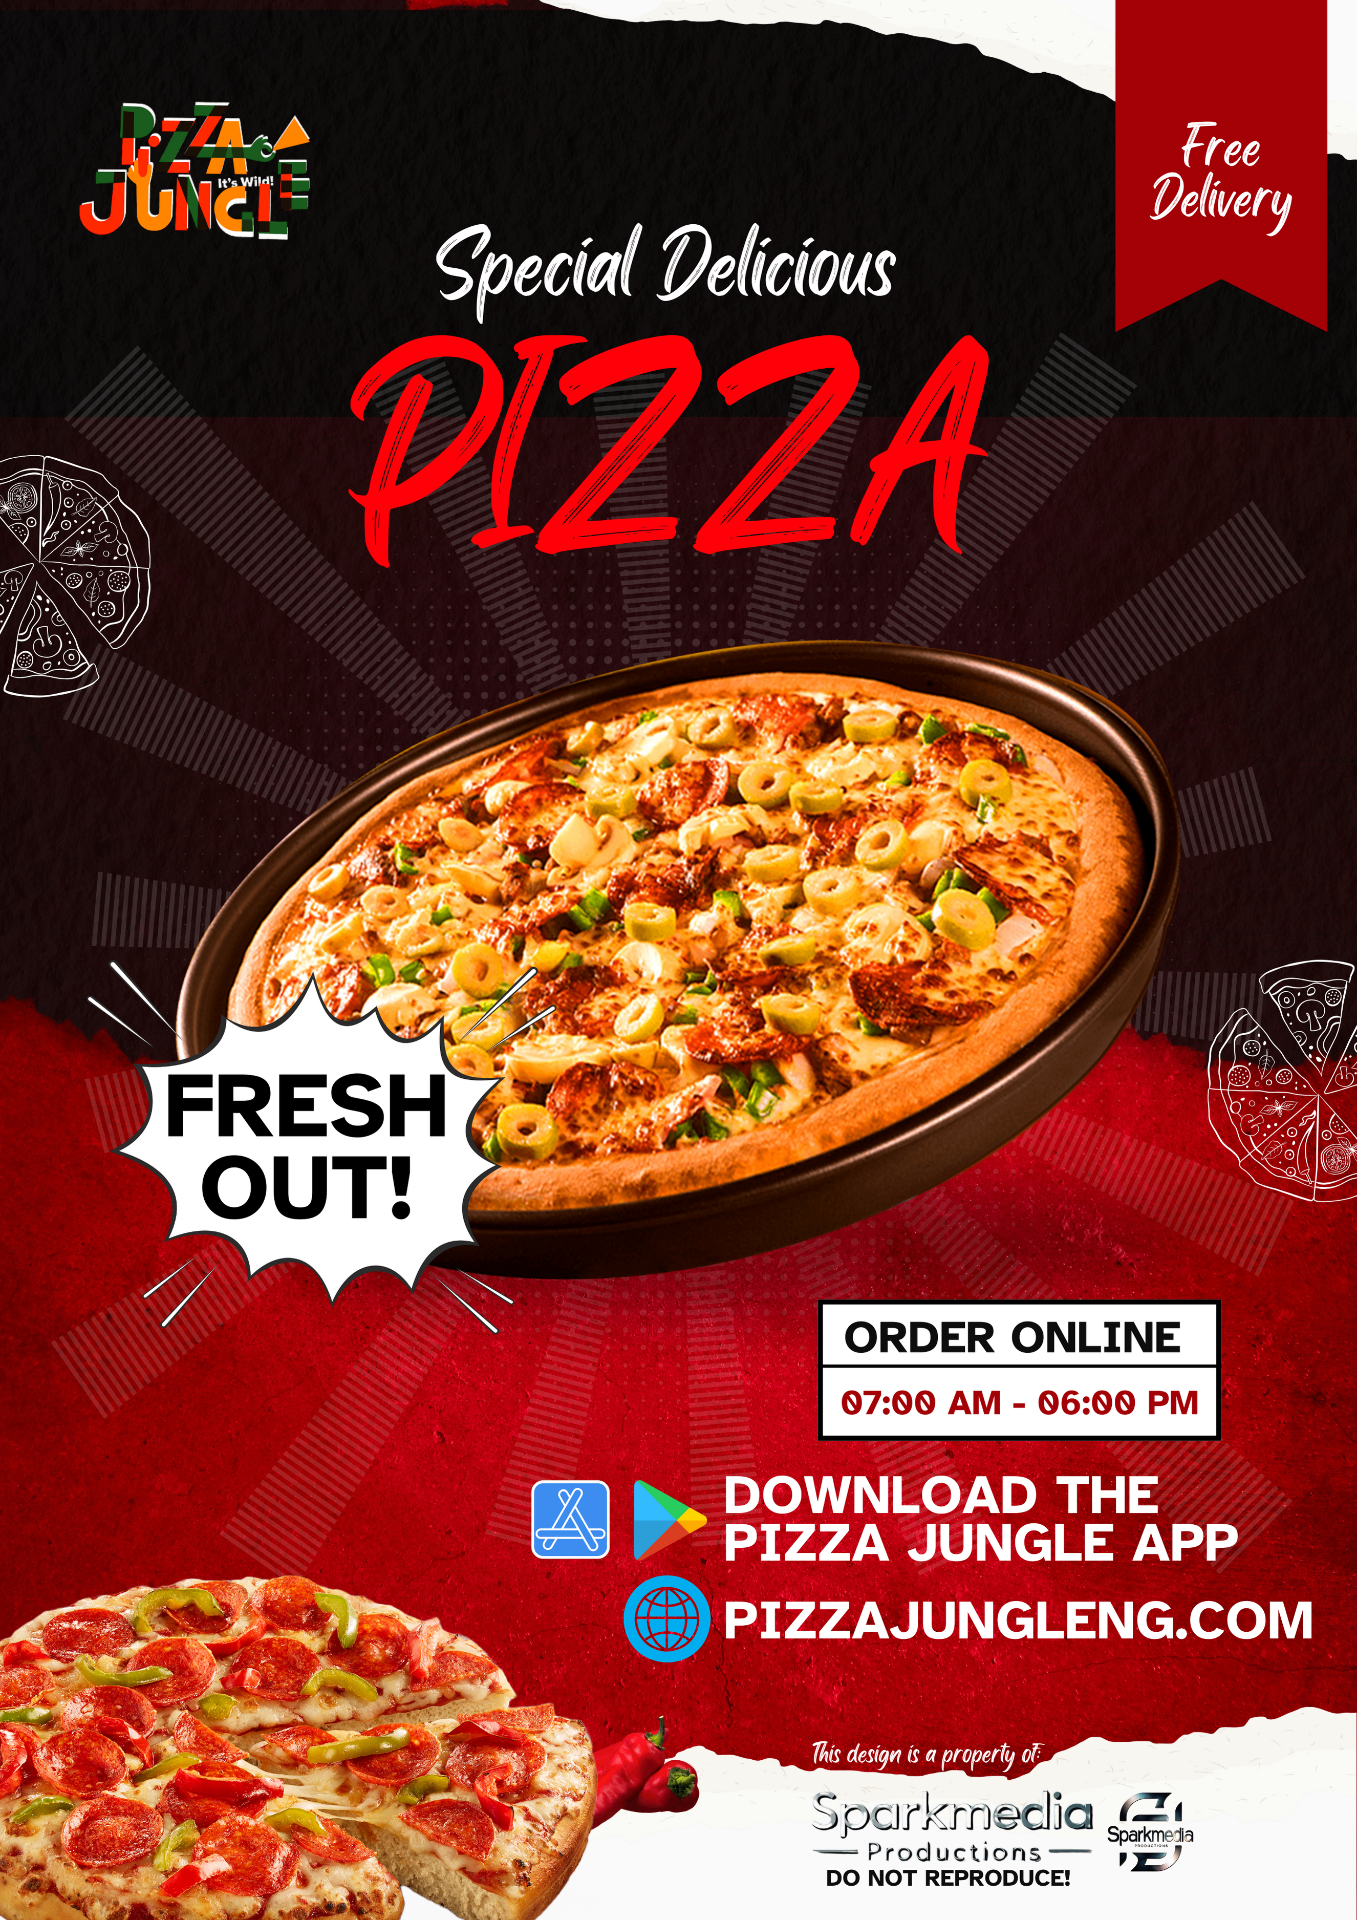 PIZZA
It's Wild!
JUNGLE
Free
Delivery
Special Delicious
PIZZA
FRESH
OUT!
ORDER ONLINE
07:00 AM - 06:00 PM
DOWNLOAD THE
PIZZA JUNGLE APP
PIZZAJUNGLENG.COM
This design is a property of:
Sparkmedia
Productions
DO NOT REPRODUCE!
Sparkmedia
PRODUCTIONS